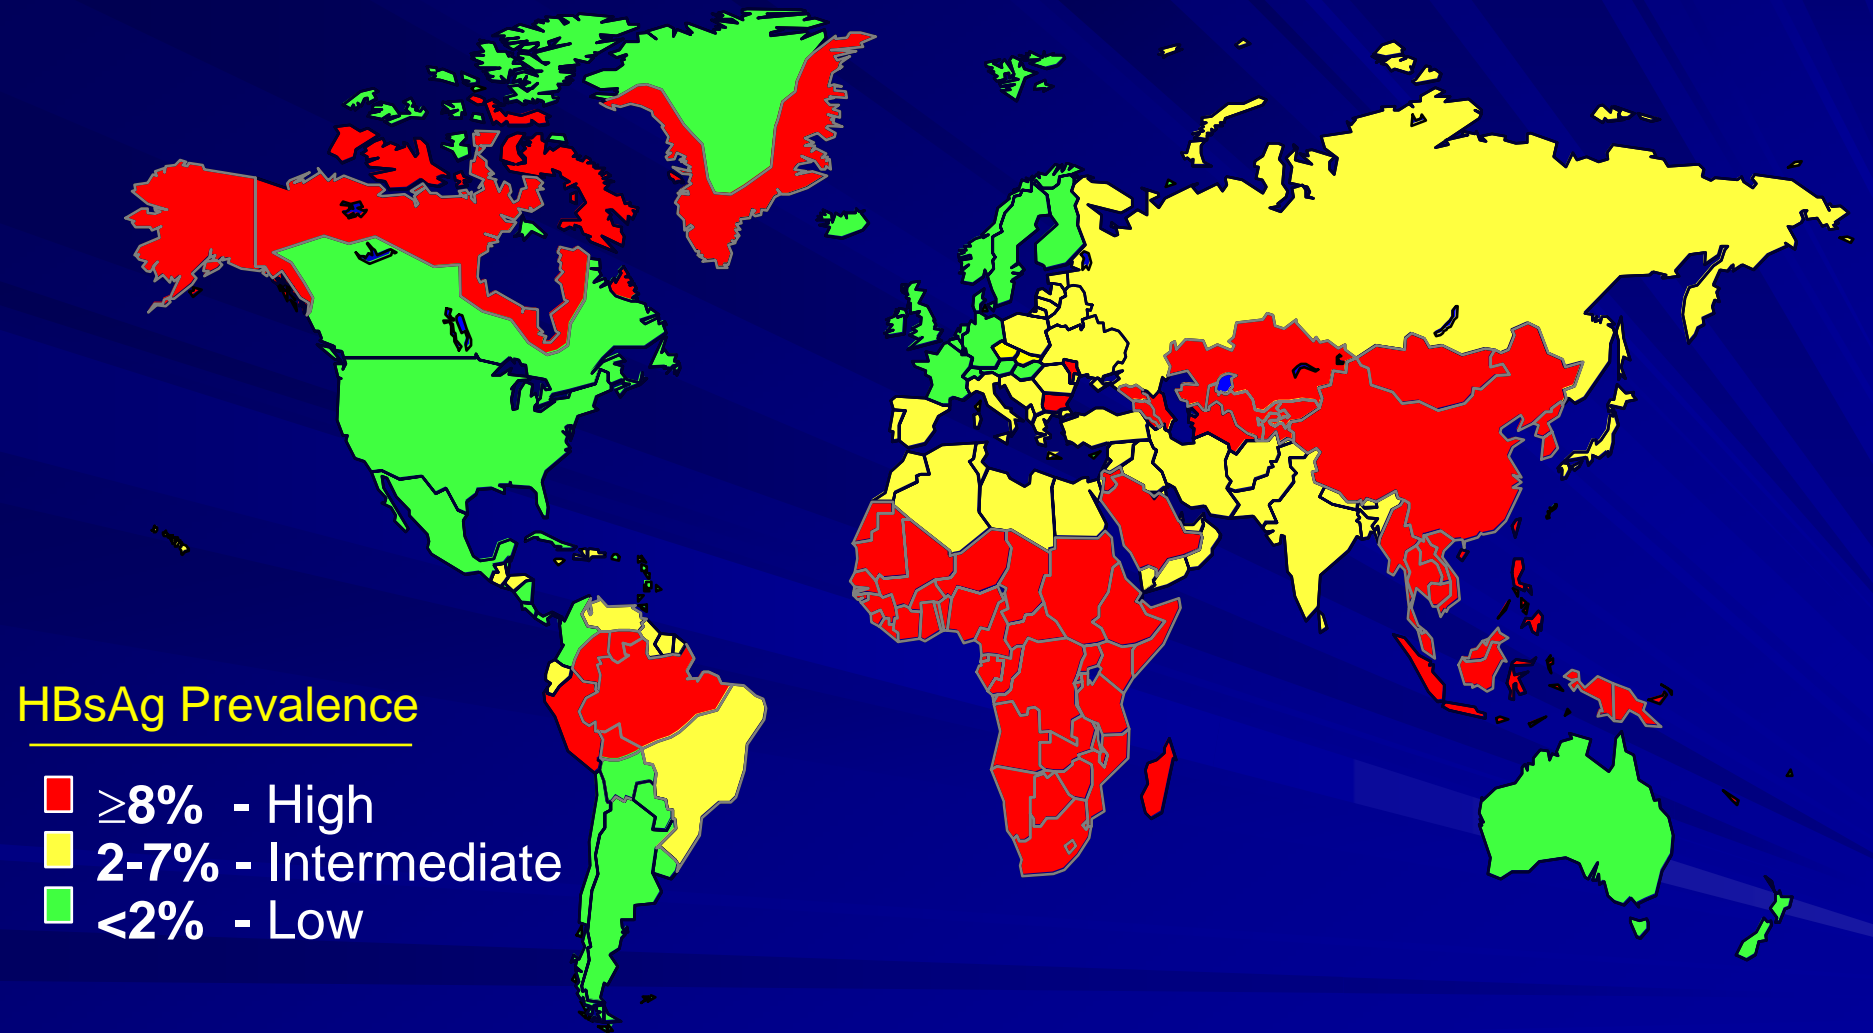 HBsAg Prevalence
≥8% - High
2-7% - Intermediate
<2% - Low